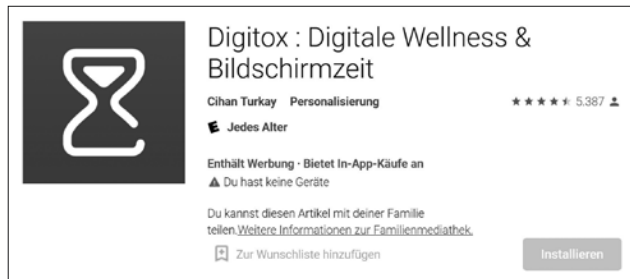 Digitox : Digitale Wellness &
Bildschirmzeit
Cihan Turkay Personalisierung 5.387
E Jedes Alter
Enthält Werbung · Bietet In-App-Käufe an
Du hast keine Geräte
Du kannst diesen Artikel mit deiner Familie
teilen.Weitere Informationen zur Familienmediathek.
Zur Wunschliste hinzufügen Installieren